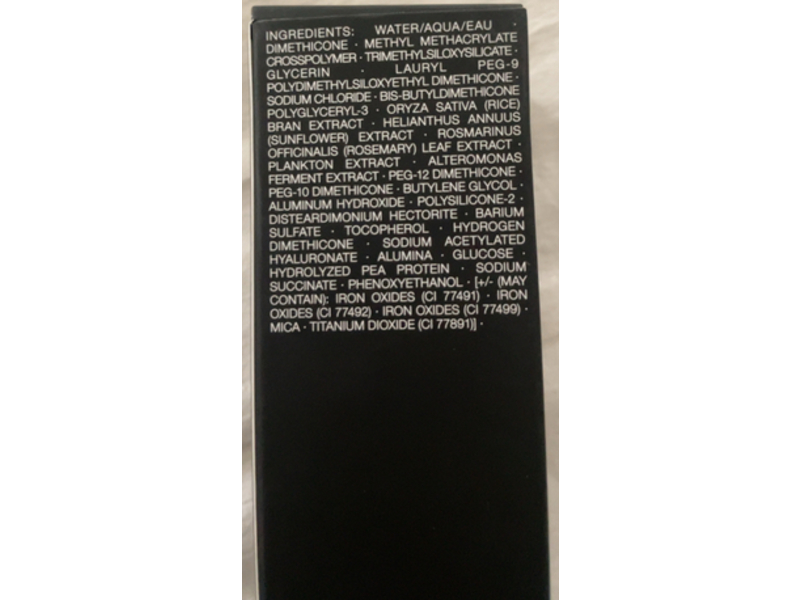 INGREDIENTS: WATER/AQUA/EAU ·
DIMETHICONE · METHYL METHACRYLATE
CROSSPOLYMER · TRIMETHYLSILOXYSILICATE ·
GLYCERIN · LAURYL PEG-9
POLYDIMETHYLSILOXYETHYL DIMETHICONE ·
SODIUM CHLORIDE · BIS-BUTYLDIMETHICONE
POLYGLYCERYL-3 · ORYZA SATIVA (RICE)
BRAN EXTRACT · HELIANTHUS ANNUUS
(SUNFLOWER) EXTRACT · ROSMARINUS
OFFICINALIS (ROSEMARY) LEAF EXTRACT ·
PLANKTON EXTRACT · ALTEROMONAS
FERMENT EXTRACT · PEG-12 DIMETHICONE ·
PEG-10 DIMETHICONE · BUTYLENE GLYCOL ·
ALUMINUM HYDROXIDE · POLYSILICONE-2 ·
DISTEARDIMONIUM HECTORITE · BARIUM
SULFATE · TOCOPHEROL · HYDROGEN
DIMETHICONE · SODIUM ACETYLATED
HYALURONATE · ALUMINA · GLUCOSE ·
HYDROLYZED PEA PROTEIN · SODIUM
SUCCINATE · PHENOXYETHANOL · [+/- (MAY
CONTAIN): IRON OXIDES (CI 77491) · IRON
OXIDES (CI 77492) · IRON OXIDES (CI 77499) ·
MICA · TITANIUM DIOXIDE (CI 77891)] ·